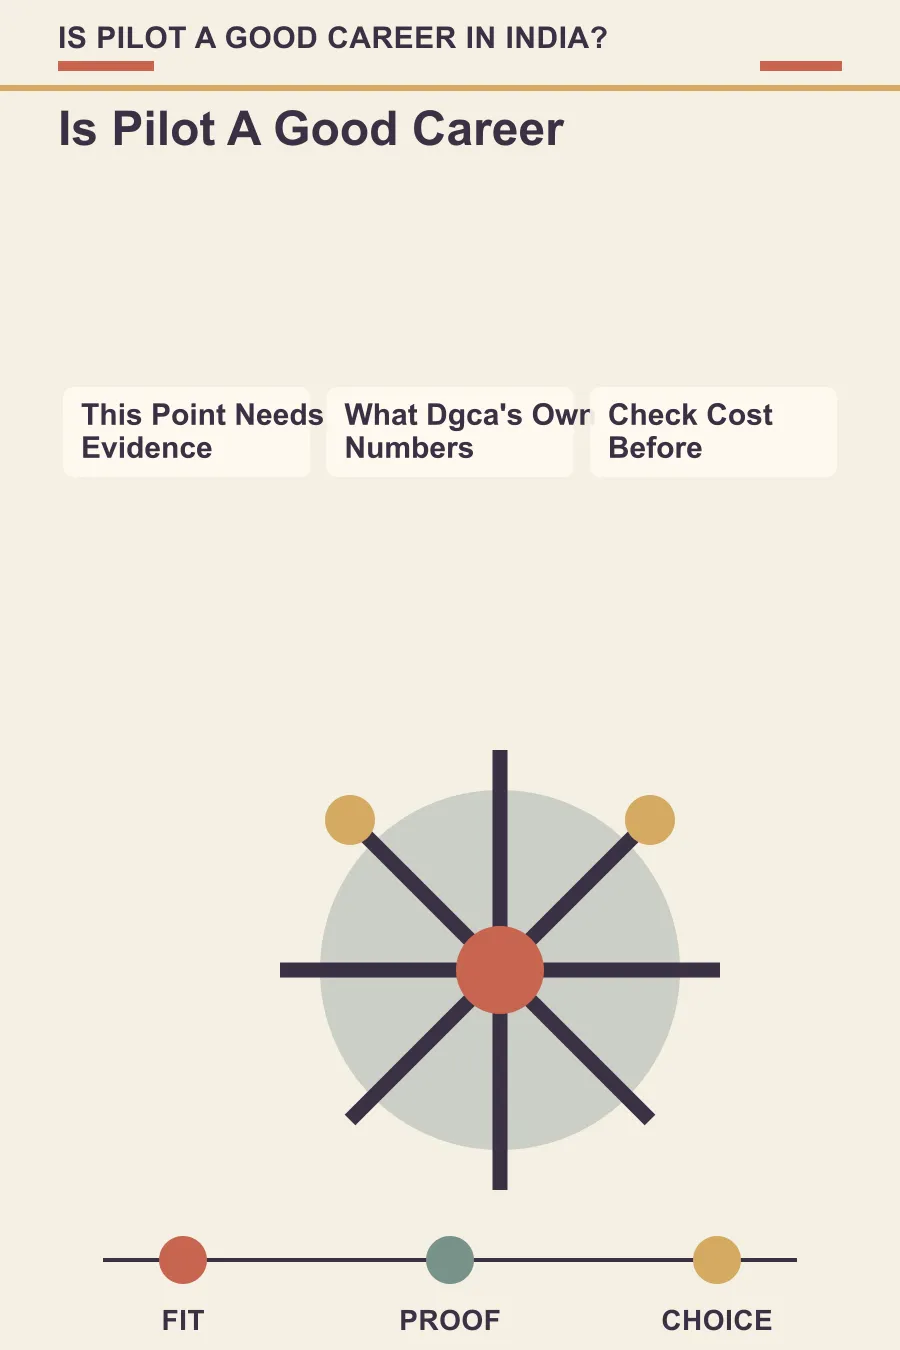 IS PILOT A GOOD CAREER IN INDIA?
Is Pilot A Good Career
This Point Needs
Evidence
What Dgca's Own
Numbers
Check Cost
Before
FIT
PROOF
CHOICE